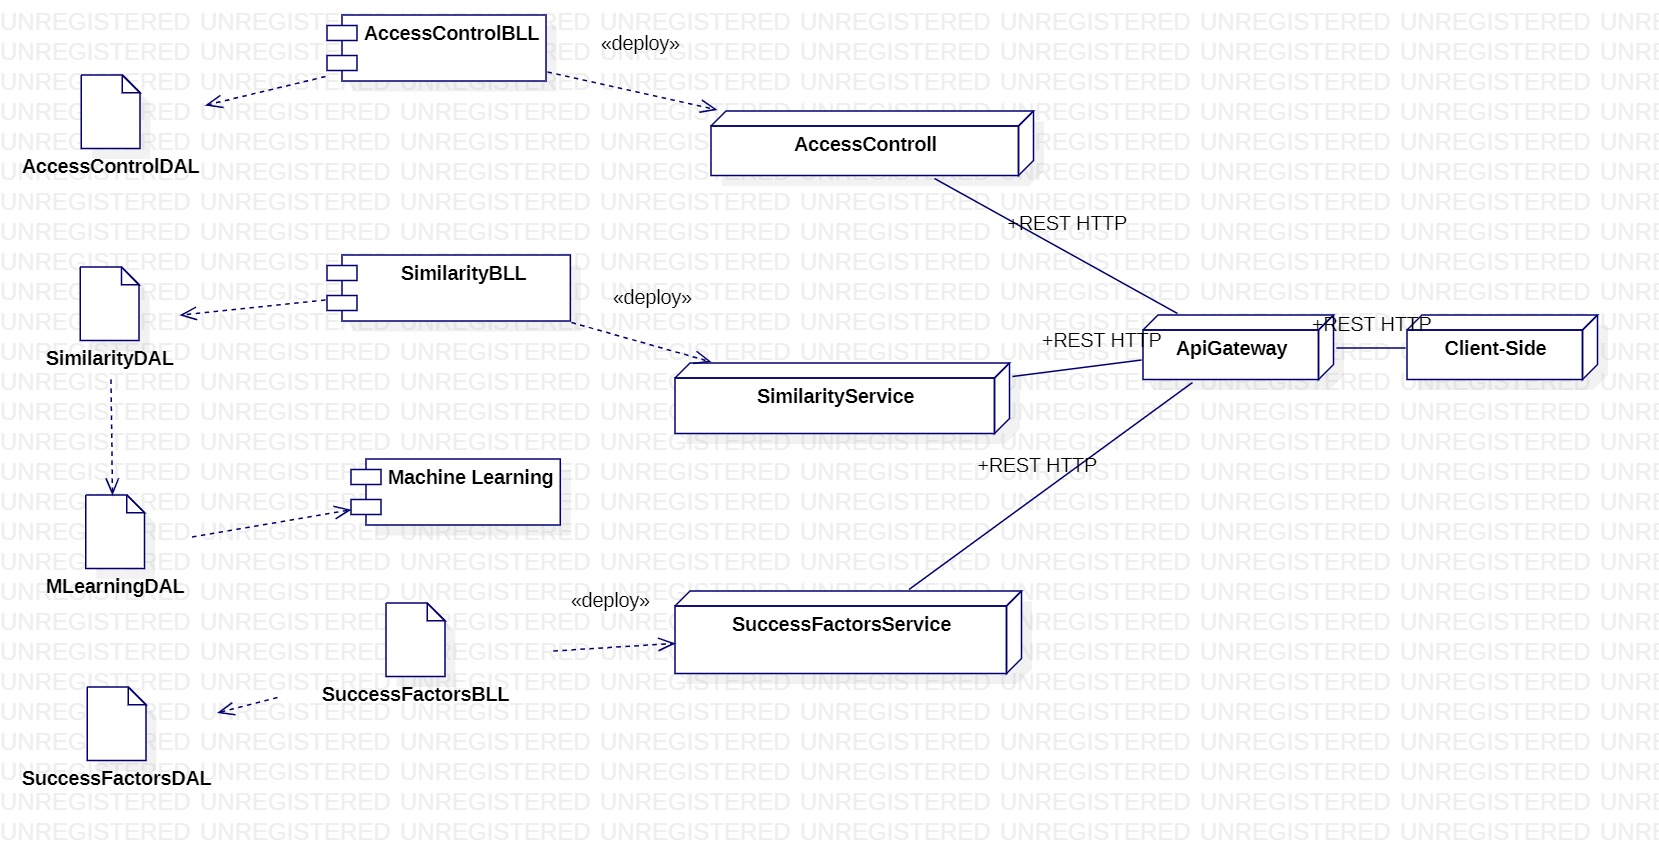 AccessControlBLL
«deploy»
AccessControll
AccessControlDAL
+REST HTTP
SimilarityBLL
«deploy»
SimilarityDAL
SimilarityService
+REST HTTP
ApiGateway
+REST HTTP
Client-Side
+REST HTTP
Machine Learning
MLearningDAL
«deploy»
SuccessFactorsService
SuccessFactorsBLL
SuccessFactorsDAL
UNREGISTERED